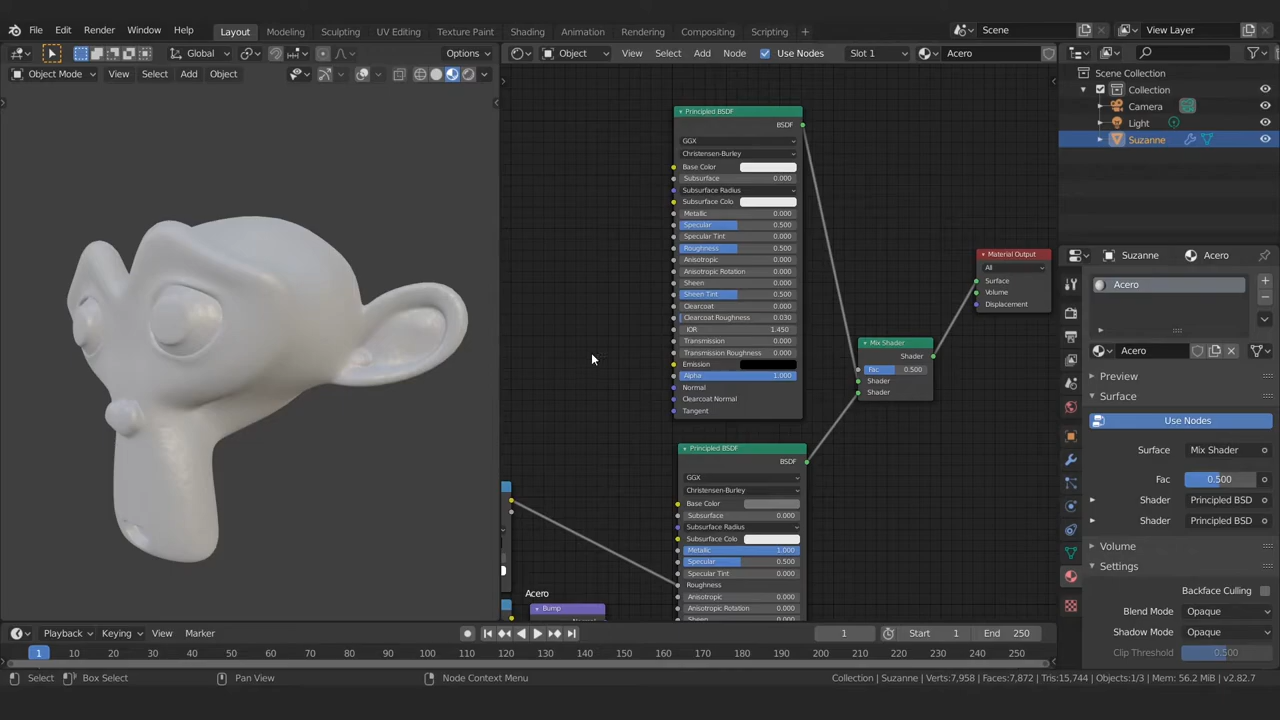 File Edit Render Window Help Layout Modeling Sculpting UV Editing Texture Paint Shading Animation Rendering Compositing Scripting + Scene View Layer
Global Options Object View Select Add Node Use Nodes Slot 1 Acero
Object Mode View Select Add Object
Scene Collection
Collection
Camera
Light
Suzanne
Principled BSDF
BSDF
GGX
Christensen-Burley
Base Color
Subsurface 0.000
Subsurface Radius
Subsurface Colo
Metallic 0.000
Specular 0.500
Specular Tint 0.000
Roughness 0.500
Anisotropic 0.000
Anisotropic Rotation 0.000
Sheen 0.000
Sheen Tint 0.500
Clearcoat 0.000
Clearcoat Roughness 0.030
IOR 1.450
Transmission 0.000
Transmission Roughness 0.000
Emission
Alpha 1.000
Normal
Clearcoat Normal
Tangent
Material Output
All
Surface
Volume
Displacement
Mix Shader
Shader
Fac 0.500
Shader
Shader
Principled BSDF
BSDF
GGX
Christensen-Burley
Base Color
Subsurface 0.000
Subsurface Radius
Subsurface Colo
Metallic 1.000
Specular 0.500
Specular Tint 0.000
Roughness
Anisotropic 0.000
Anisotropic Rotation 0.000
Acero
Bump
Suzanne Acero
Acero
Acero
Preview
Surface
Use Nodes
Surface Mix Shader
Fac 0.500
Shader Principled BSD
Shader Principled BSD
Volume
Settings
Backface Culling
Blend Mode Opaque
Shadow Mode Opaque
Clip Threshold 0.500
Playback Keying View Marker 1 Start 1 End 250
1 10 20 30 40 50 60 70 80 90 100 110 120 130 140 150 160 170 180 190 200 210 220 230 240 250
Select Box Select Pan View Node Context Menu Collection | Suzanne | Verts:7,958 | Faces:7,872 | Tris:15,744 | Objects:1/3 | Mem: 56.2 MiB | v2.82.7